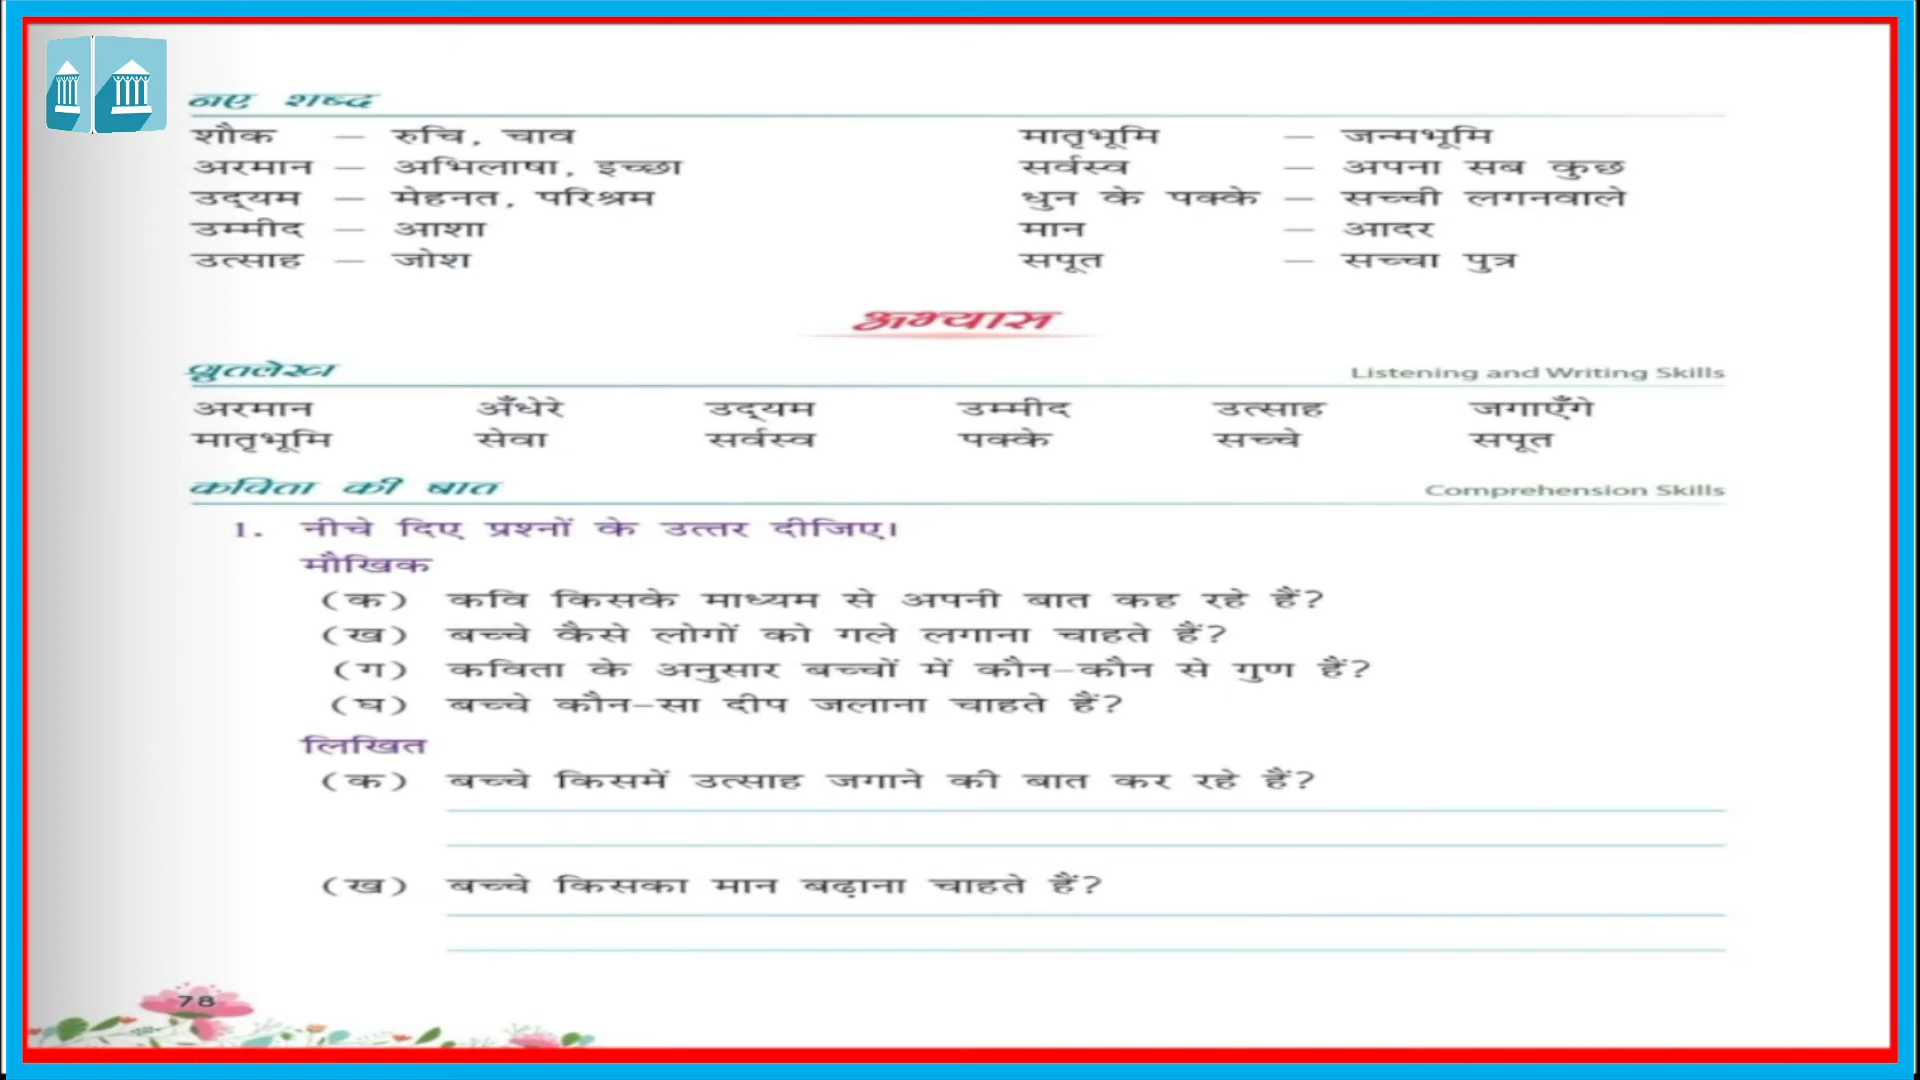 नए शब्द
शौक – रुचि, चाव मातृभूमि – जन्मभूमि
अरमान – अभिलाषा, इच्छा सर्वस्व – अपना सब कुछ
उद्यम – मेहनत, परिश्रम धुन के पक्के – सच्ची लगनवाले
उम्मीद – आशा मान – आदर
उत्साह – जोश सपूत – सच्चा पुत्र
अभ्यास
श्रुतलेख Listening and Writing Skills
अरमान अँधेरे उद्यम उम्मीद उत्साह जगाएँगे
मातृभूमि सेवा सर्वस्व पक्के सच्चे सपूत
कविता की बात Comprehension Skills
1. नीचे दिए प्रश्नों के उत्तर दीजिए।
मौखिक
(क) कवि किसके माध्यम से अपनी बात कह रहे हैं?
(ख) बच्चे कैसे लोगों को गले लगाना चाहते हैं?
(ग) कविता के अनुसार बच्चों में कौन-कौन से गुण हैं?
(घ) बच्चे कौन-सा दीप जलाना चाहते हैं?
लिखित
(क) बच्चे किसमें उत्साह जगाने की बात कर रहे हैं?
(ख) बच्चे किसका मान बढ़ाना चाहते हैं?
78